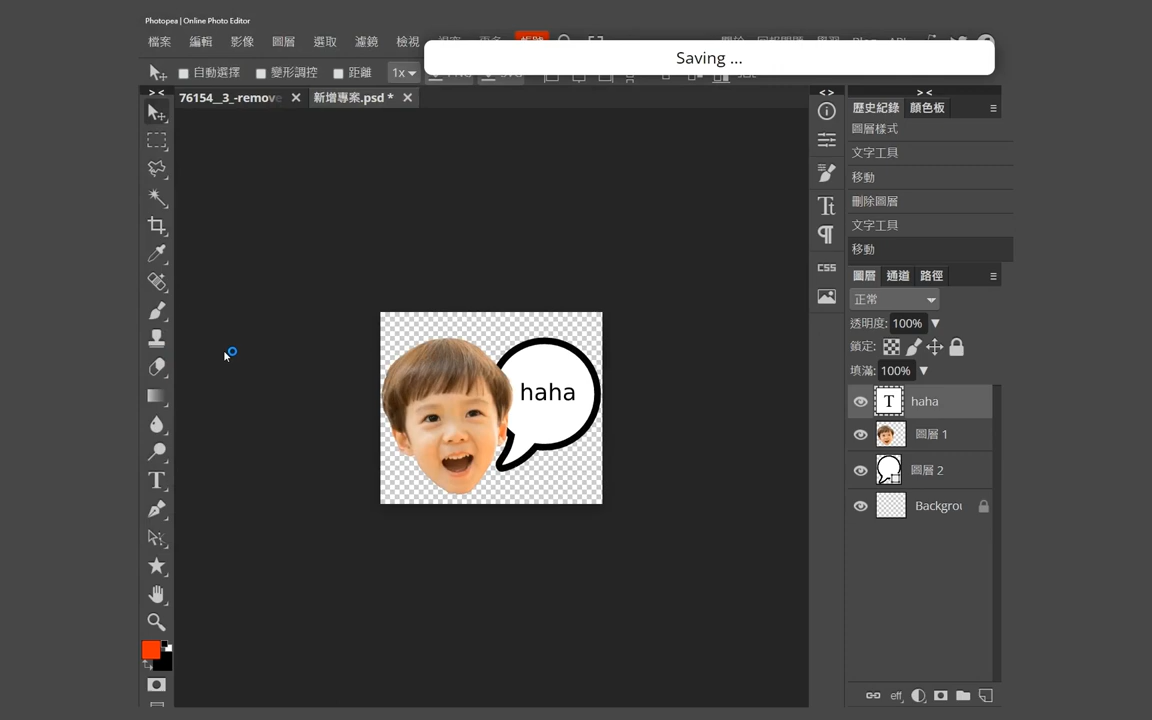 Photopea | Online Photo Editor
檔案 編輯 影像 圖層 選取 濾鏡 檢視
Saving ...
自動選擇 變形調控 距離 1x
76154__3_-remove 新增專案.psd *
歷史紀錄 顏色板
圖層樣式
文字工具
移動
刪除圖層
文字工具
移動
CSS
圖層 通道 路徑
正常
透明度: 100%
鎖定:
填滿: 100%
haha
T haha
圖層 1
圖層 2
Backgrou
eff